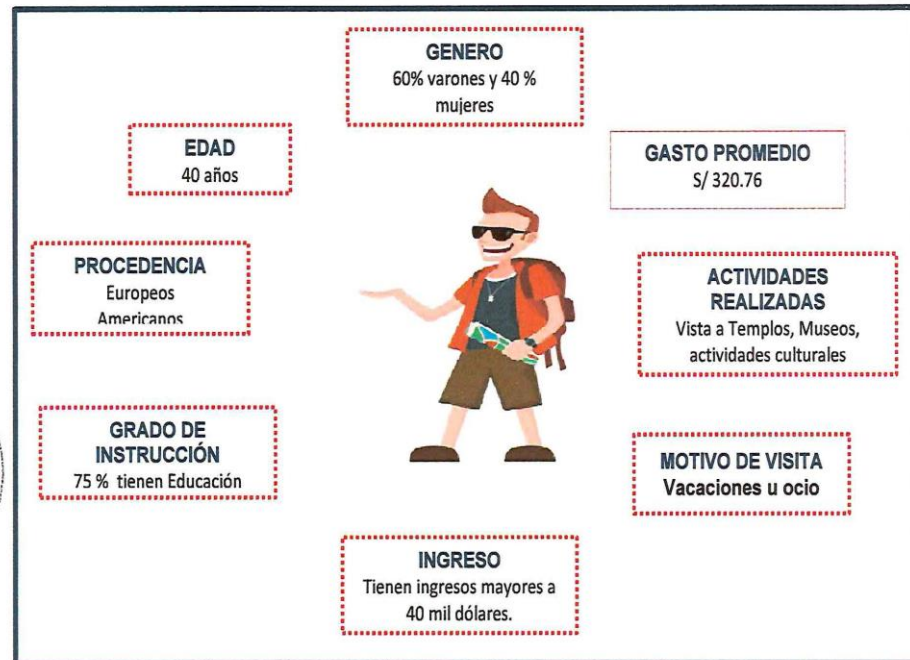 GENERO
60% varones y 40 %
mujeres
EDAD
40 años
GASTO PROMEDIO
S/ 320.76
PROCEDENCIA
Europeos
Americanos
ACTIVIDADES
REALIZADAS
Vista a Templos, Museos,
actividades culturales
GRADO DE
INSTRUCCIÓN
75 % tienen Educación
MOTIVO DE VISITA
Vacaciones u ocio
INGRESO
Tienen ingresos mayores a
40 mil dólares.